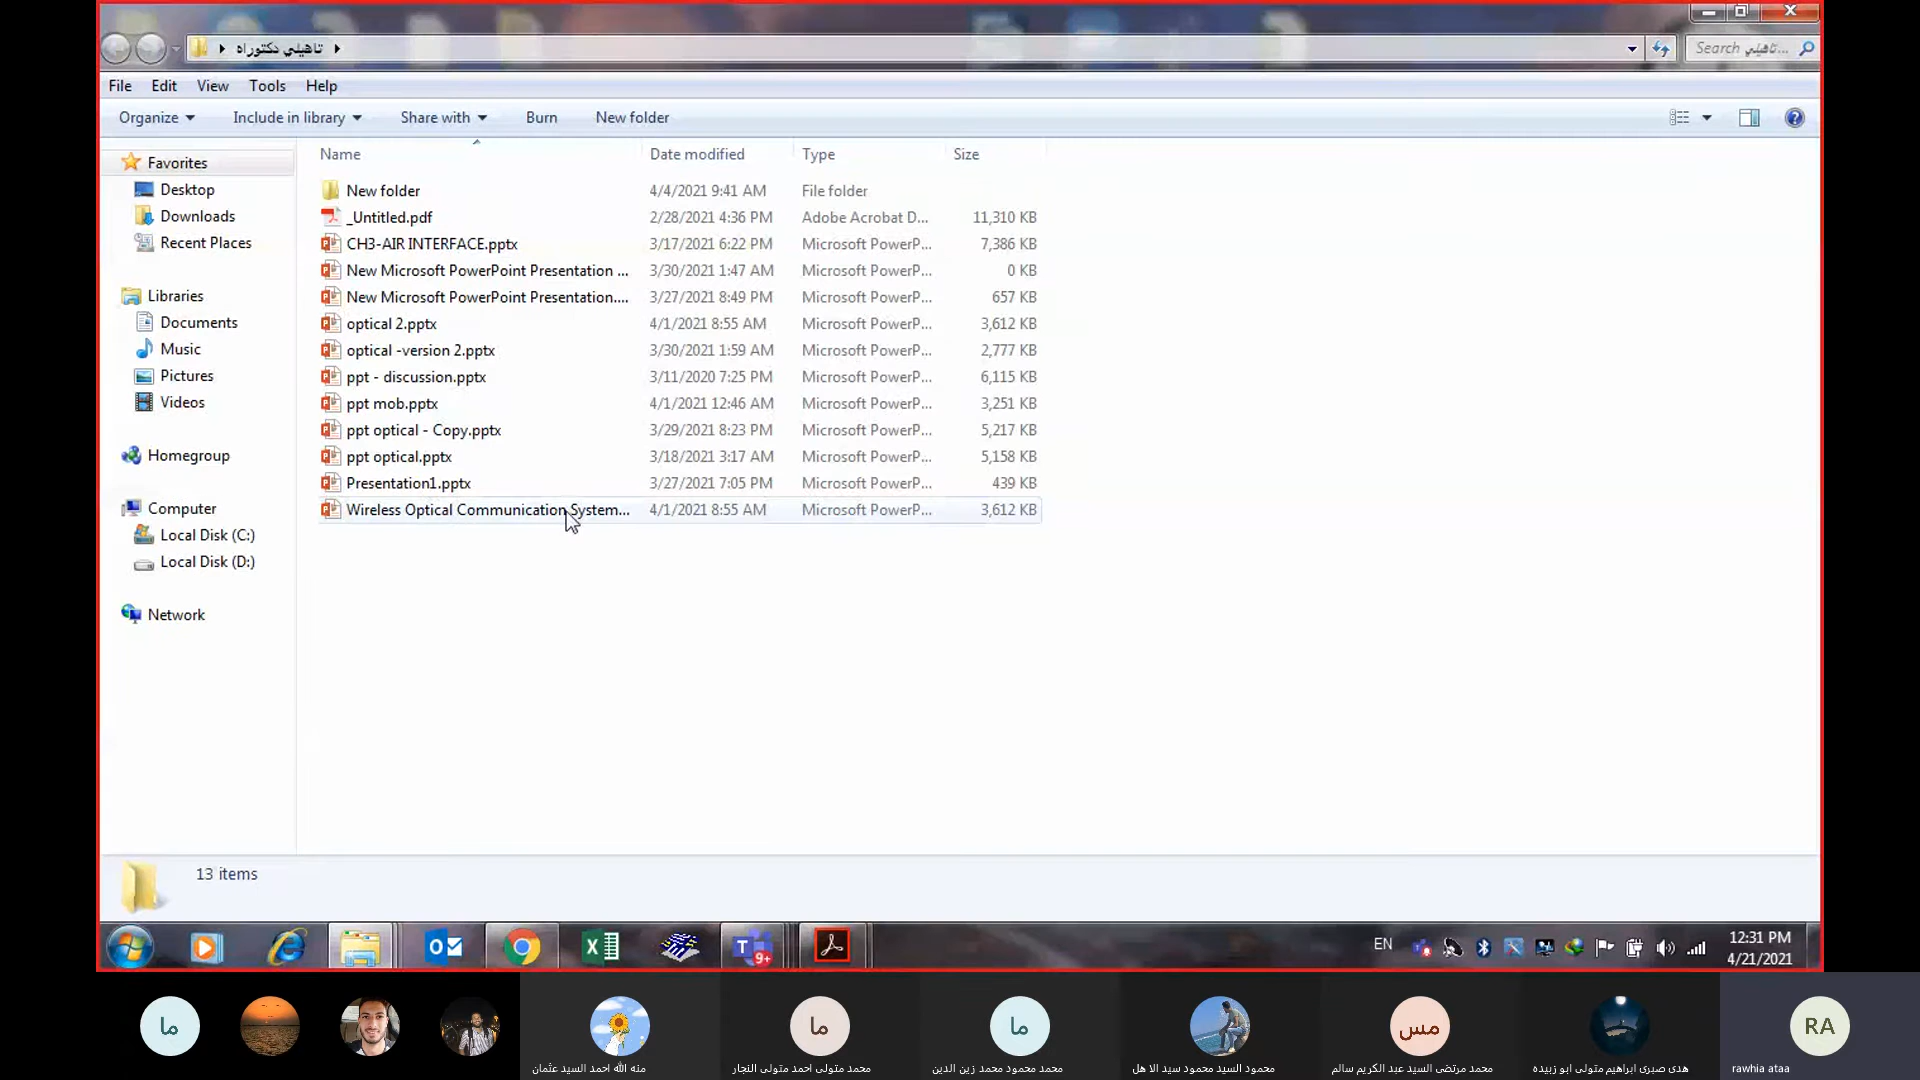 تاهيلي دكتوراه
Search تاهيلي...
File Edit View Tools Help
Organize Include in library Share with Burn New folder
Name Date modified Type Size
Favorites
Desktop
Downloads
Recent Places
Libraries
Documents
Music
Pictures
Videos
Homegroup
Computer
Local Disk (C:)
Local Disk (D:)
Network
New folder 4/4/2021 9:41 AM File folder
_Untitled.pdf 2/28/2021 4:36 PM Adobe Acrobat D... 11,310 KB
CH3-AIR INTERFACE.pptx 3/17/2021 6:22 PM Microsoft PowerP... 7,386 KB
New Microsoft PowerPoint Presentation ... 3/30/2021 1:47 AM Microsoft PowerP... 0 KB
New Microsoft PowerPoint Presentation.... 3/27/2021 8:49 PM Microsoft PowerP... 657 KB
optical 2.pptx 4/1/2021 8:55 AM Microsoft PowerP... 3,612 KB
optical -version 2.pptx 3/30/2021 1:59 AM Microsoft PowerP... 2,777 KB
ppt - discussion.pptx 3/11/2020 7:25 PM Microsoft PowerP... 6,115 KB
ppt mob.pptx 4/1/2021 12:46 AM Microsoft PowerP... 3,251 KB
ppt optical - Copy.pptx 3/29/2021 8:23 PM Microsoft PowerP... 5,217 KB
ppt optical.pptx 3/18/2021 3:17 AM Microsoft PowerP... 5,158 KB
Presentation1.pptx 3/27/2021 7:05 PM Microsoft PowerP... 439 KB
Wireless Optical Communication System... 4/1/2021 8:55 AM Microsoft PowerP... 3,612 KB
13 items
9+
EN
12:31 PM
4/21/2021
ما
ما
ما
مس
RA
منه الله احمد السيد عثمان
محمد متولى احمد متولى النجار
محمد محمود محمد زين الدين
محمود السيد محمود سيد الا هل
محمد مرتضى السيد عبد الكريم سالم
هدى صبرى ابراهيم متولى ابو زبيده
rawhia ataa